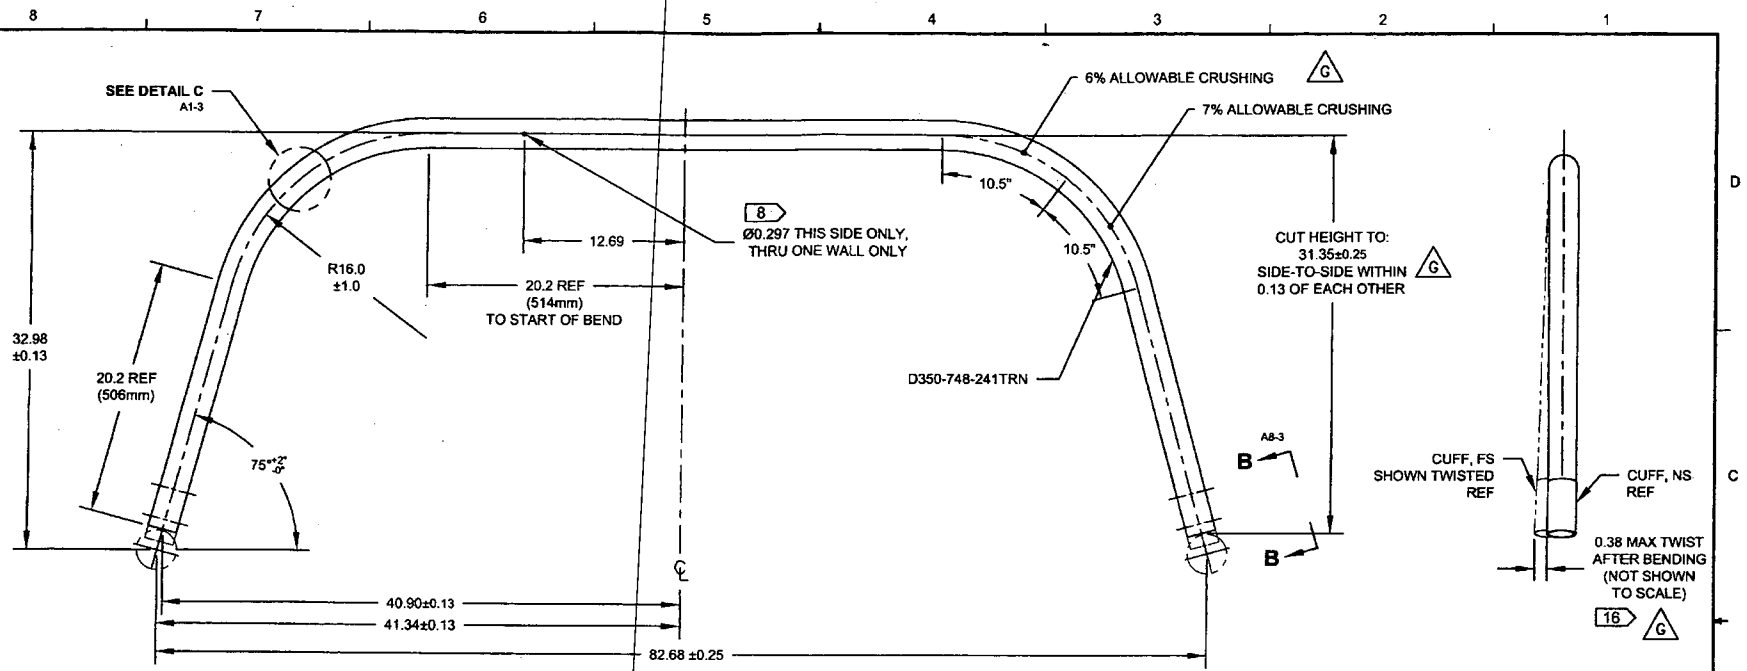 8 7 6 5 4 3 2 1
SEE DETAIL C
A1-3
6% ALLOWABLE CRUSHING
G
7% ALLOWABLE CRUSHING
D
10.5"
10.5"
8
Ø0.297 THIS SIDE ONLY,
THRU ONE WALL ONLY
12.69
R16.0
±1.0
20.2 REF
(514mm)
TO START OF BEND
CUT HEIGHT TO:
31.35±0.25
SIDE-TO-SIDE WITHIN
0.13 OF EACH OTHER
G
32.98
±0.13
20.2 REF
(506mm)
D350-748-241TRN
75°+2°
-0°
A8-3
B
B
CUFF, FS
SHOWN TWISTED
REF
CUFF, NS
REF
C
0.38 MAX TWIST
AFTER BENDING
(NOT SHOWN
TO SCALE)
16
G
CL
40.90±0.13
41.34±0.13
82.68 ±0.25